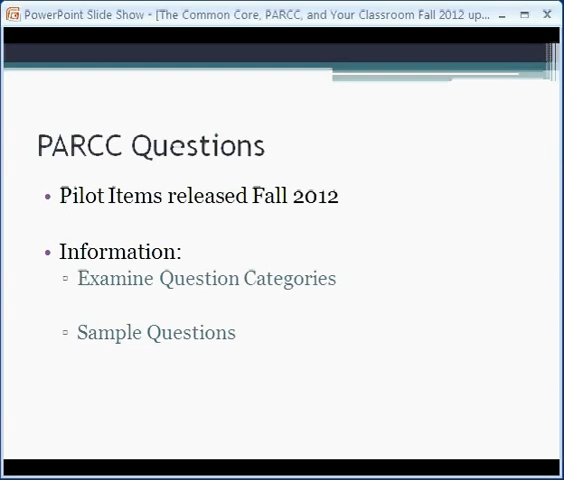 PowerPoint Slide Show - [The Common Core, PARCC, and Your Classroom Fall 2012 up...
PARCC Questions
• Pilot Items released Fall 2012
• Information:
▫ Examine Question Categories
▫ Sample Questions